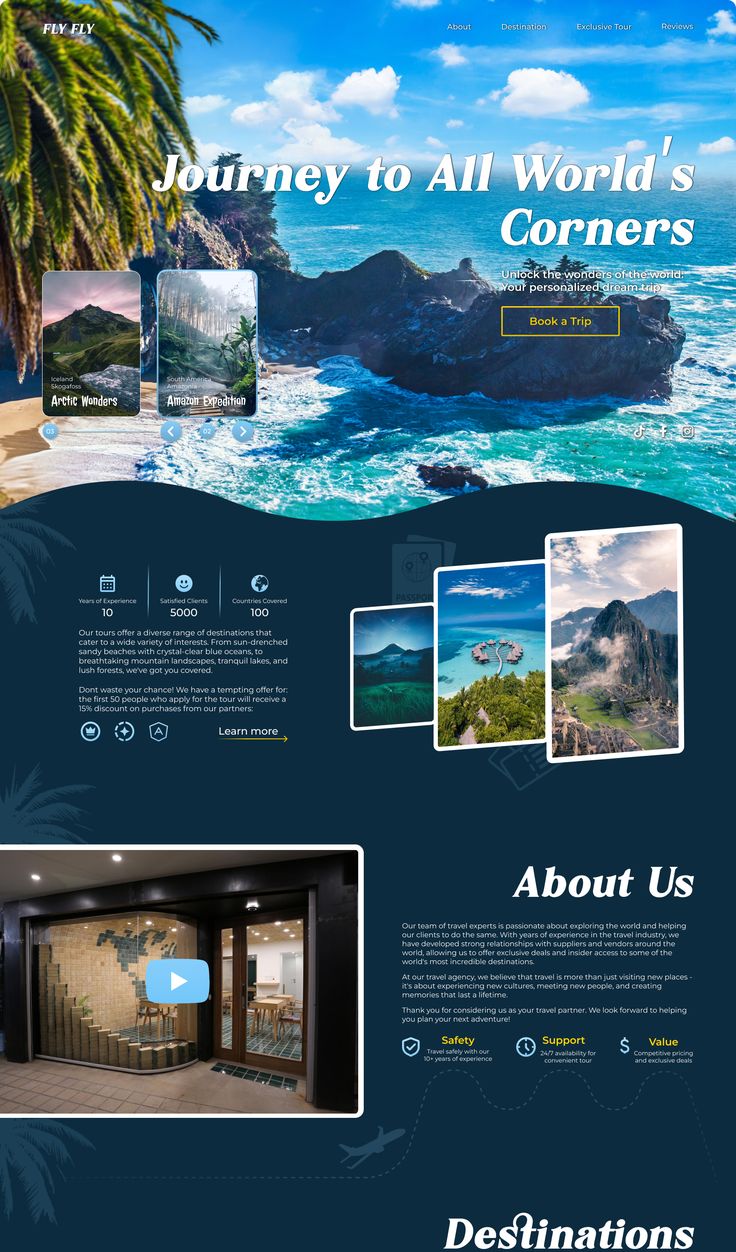 FLY FLY
About Destination Exclusive Tour Reviews
Journey to All World's
Corners
Unlock the wonders of the world:
Your personalized dream trip
Book a Trip
Iceland
Skogafoss
Arctic Wonders
South America
Amazonia
Amazon Expedition
03
02
Years of Experience
10
Satisfied Clients
5000
Countries Covered
100
PASSPORT
Our tours offer a diverse range of destinations that
cater to a wide variety of interests. From sun-drenched
sandy beaches with crystal-clear blue oceans, to
breathtaking mountain landscapes, tranquil lakes, and
lush forests, we've got you covered.
Dont waste your chance! We have a tempting offer for:
the first 50 people who apply for the tour will receive a
15% discount on purchases from our partners:
Learn more
About Us
Our team of travel experts is passionate about exploring the world and helping
our clients to do the same. With years of experience in the travel industry, we
have developed strong relationships with suppliers and vendors around the
world, allowing us to offer exclusive deals and insider access to some of the
world's most incredible destinations.
At our travel agency, we believe that travel is more than just visiting new places -
it's about experiencing new cultures, meeting new people, and creating
memories that last a lifetime.
Thank you for considering us as your travel partner. We look forward to helping
you plan your next adventure!
Safety
Travel safely with our
10+ years of experience
Support
24/7 availability for
convenient tour
Value
Competitive pricing
and exclusive deals
Destinations